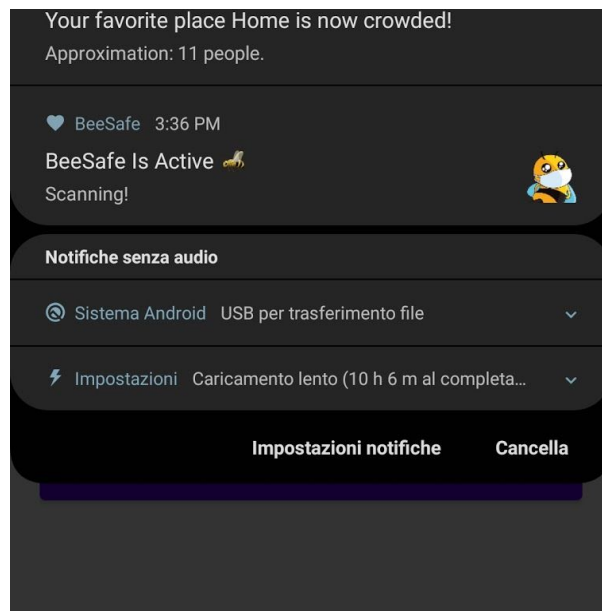 Your favorite place Home is now crowded!
Approximation: 11 people.
BeeSafe 3:36 PM
BeeSafe Is Active 🐝
Scanning!
Notifiche senza audio
Sistema Android USB per trasferimento file
Impostazioni Caricamento lento (10 h 6 m al completa...
Impostazioni notifiche Cancella